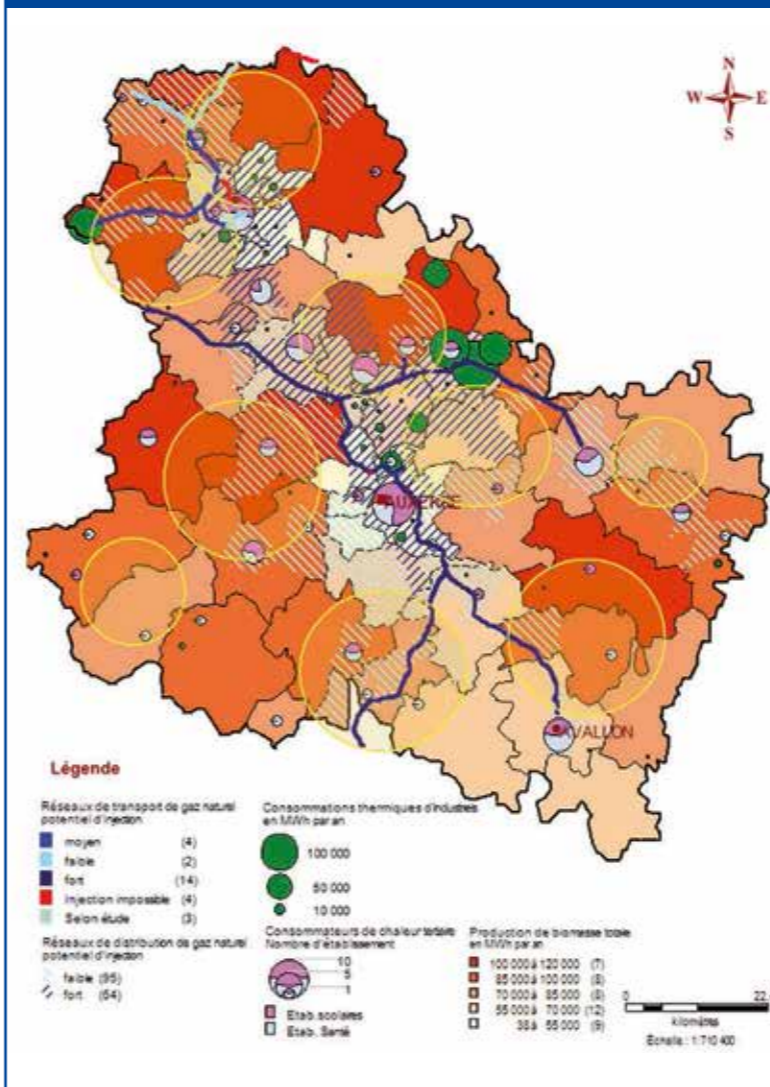 N
W E
S
AUXERRE
AVALLON
Légende
Réseaux de transport de gaz naturel
potentiel d'injection
moyen (4)
faible (2)
fort (14)
Injection impossible (4)
Selon étude (3)
Réseaux de distribution de gaz naturel
potentiel d'injection
faible (95)
fort (54)
Consommations thermiques d'industriels
en MWh par an
100 000
50 000
10 000
Consommateurs de chaleur tertiaire
Nombre d'établissement
10
5
1
Etab. scolaires
Etab. Santé
Production de biomasse totale
en MWh par an
100 000 à 120 000 (7)
85 000 à 100 000 (8)
70 000 à 85 000 (8)
55 000 à 70 000 (12)
38 à 55 000 (9)
0 22,
kilomètres
Échelle : 1:710 400